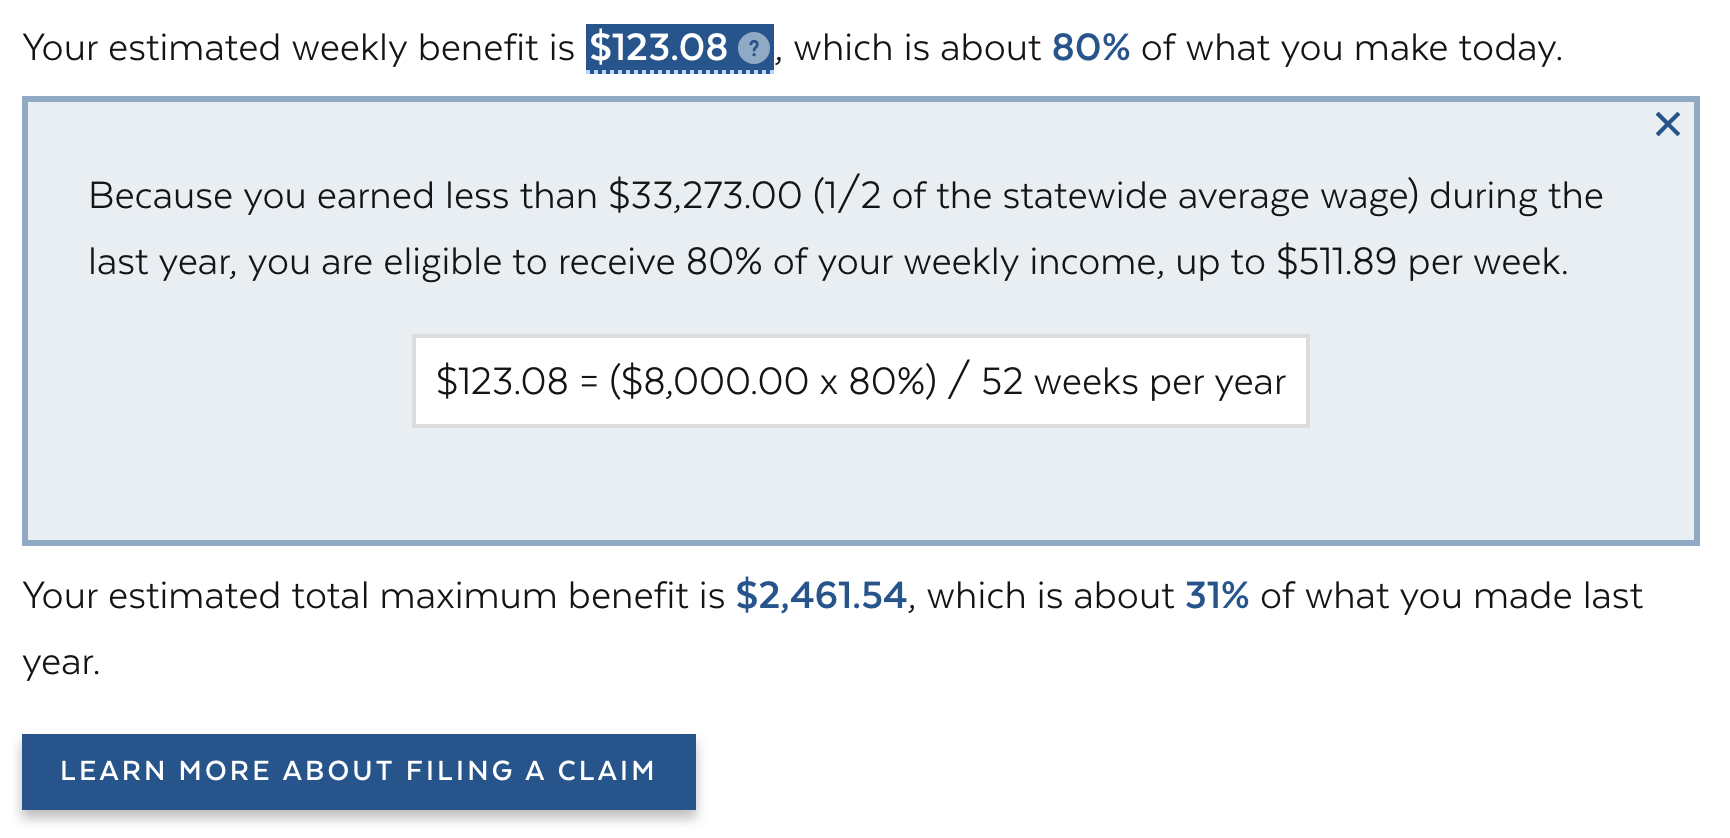 Your estimated weekly benefit is $123.08 ?, which is about 80% of what you make today.
×
Because you earned less than $33,273.00 (1/2 of the statewide average wage) during the
last year, you are eligible to receive 80% of your weekly income, up to $511.89 per week.
$123.08 = ($8,000.00 x 80%) / 52 weeks per year
Your estimated total maximum benefit is $2,461.54, which is about 31% of what you made last
year.
LEARN MORE ABOUT FILING A CLAIM